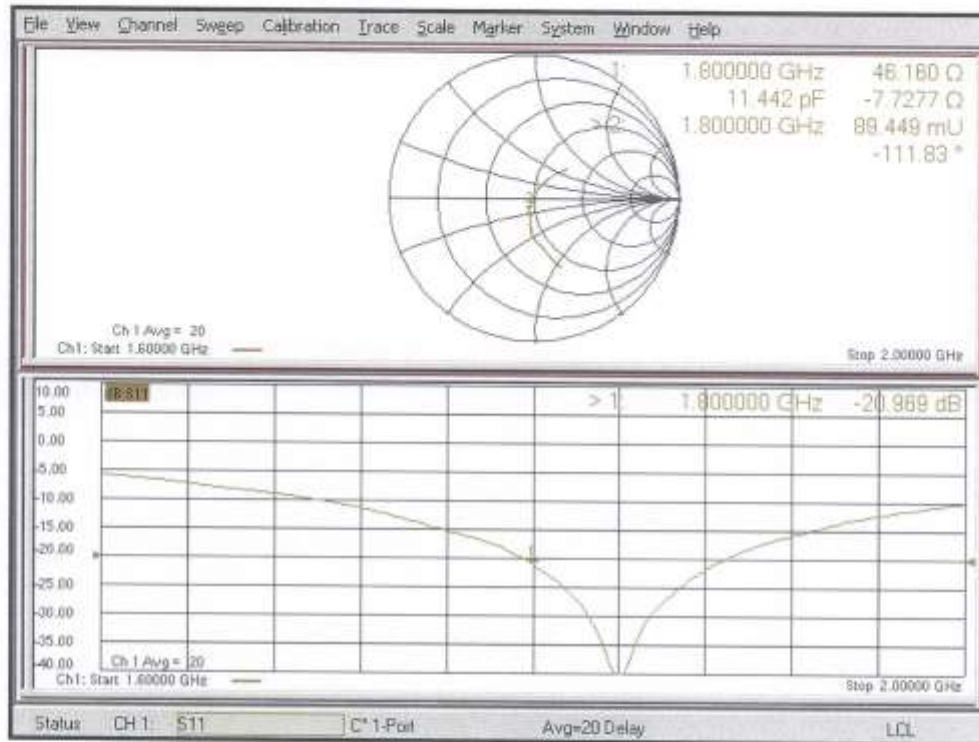 File View Channel Sweep Calibration Trace Scale Marker System Window Help
1: 1.800000 GHz 46.160 Ω
11.442 pF -7.7277 Ω
> 2: 1.800000 GHz 89.449 mU
-111.83 °
Ch 1 Avg = 20
Ch1: Start 1.60000 GHz
Stop 2.00000 GHz
10.00
5.00
0.00
-5.00
-10.00
-15.00
-20.00
-25.00
-30.00
-35.00
-40.00
> 1: 1.800000 GHz -20.969 dB
Ch 1 Avg = 20
Ch1: Start 1.60000 GHz
Stop 2.00000 GHz
Status CH 1: S11 C* 1-Port Avg=20 Delay LCL